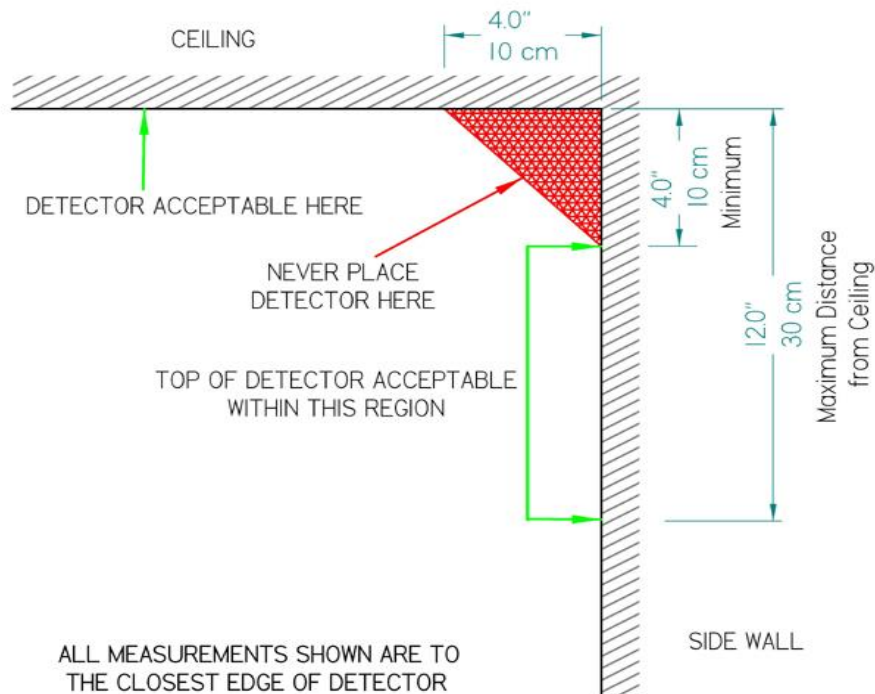 CEILING
4.0"
10 cm
DETECTOR ACCEPTABLE HERE
NEVER PLACE
DETECTOR HERE
4.0"
10 cm
Minimum
TOP OF DETECTOR ACCEPTABLE
WITHIN THIS REGION
12.0"
30 cm
Maximum Distance
from Ceiling
ALL MEASUREMENTS SHOWN ARE TO
THE CLOSEST EDGE OF DETECTOR
SIDE WALL